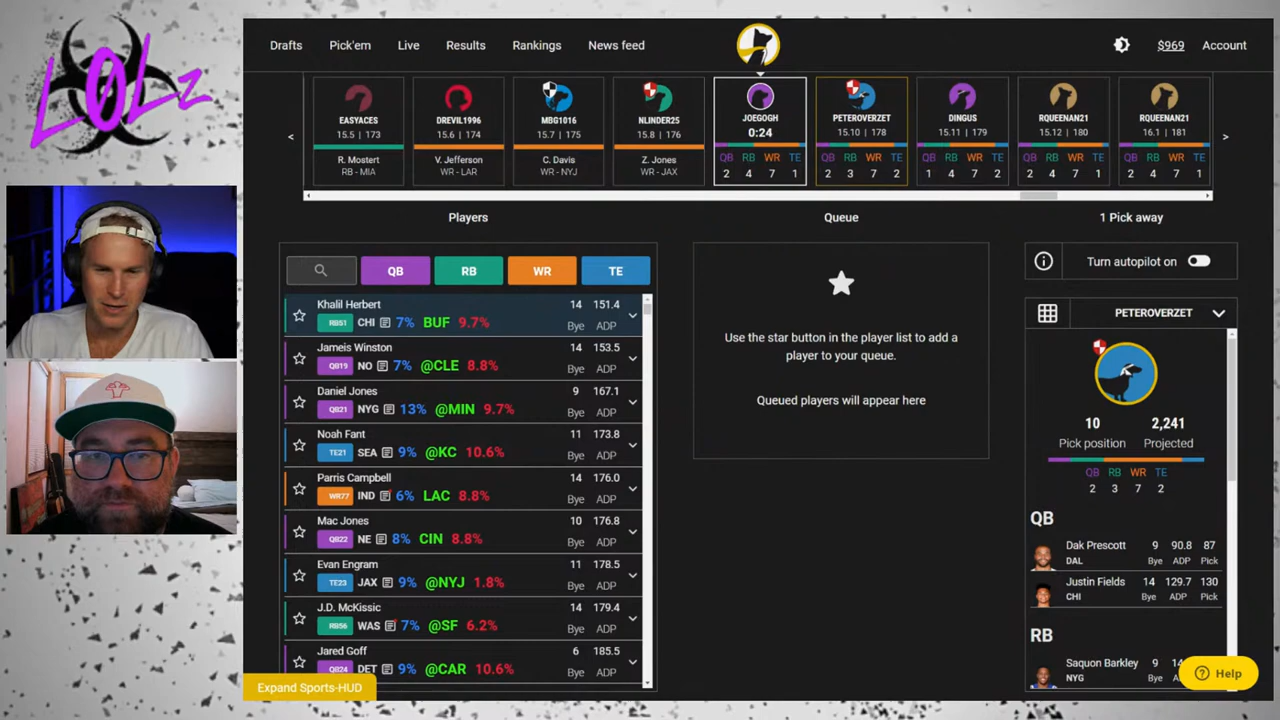 LOLz
Drafts Pick'em Live Results Rankings News feed $969 Account
EASYACES DREVIL1996 MBG1016 NLINDER25 JOEGOGH PETEROVERZET DINGUS RQUEENAN21 RQUEENAN21
15.5 | 173 15.6 | 174 15.7 | 175 15.8 | 176 0:24 15.10 | 178 15.11 | 179 15.12 | 180 16.1 | 181
R. Mostert V. Jefferson C. Davis Z. Jones QB RB WR TE QB RB WR TE QB RB WR TE QB RB WR TE QB RB WR TE
RB - MIA WR - LAR WR - NYJ WR - JAX 2 4 7 1 2 3 7 2 1 4 7 2 2 4 7 1 2 4 7 1
Players Queue 1 Pick away
QB RB WR TE
Turn autopilot on
Khalil Herbert 14 151.4
RB51 CHI 7% BUF 9.7% Bye ADP
Jameis Winston 14 153.5
QB19 NO 7% @CLE 8.8% Bye ADP
Daniel Jones 9 167.1
QB21 NYG 13% @MIN 9.7% Bye ADP
Noah Fant 11 173.8
TE21 SEA 9% @KC 10.6% Bye ADP
Parris Campbell 14 176.0
WR77 IND 6% LAC 8.8% Bye ADP
Mac Jones 10 176.8
QB22 NE 8% CIN 8.8% Bye ADP
Evan Engram 11 178.5
TE23 JAX 9% @NYJ 1.8% Bye ADP
J.D. McKissic 14 179.4
RB56 WAS 7% @SF 6.2% Bye ADP
Jared Goff 6 185.5
QB24 DET 9% @CAR 10.6% Bye ADP
Expand Sports-HUD
Use the star button in the player list to add a
player to your queue.
Queued players will appear here
PETEROVERZET
10 2,241
Pick position Projected
QB RB WR TE
2 3 7 2
QB
Dak Prescott 9 90.8 87
DAL Bye ADP Pick
Justin Fields 14 129.7 130
CHI Bye ADP Pick
RB
Saquon Barkley 9
NYG Bye
Help